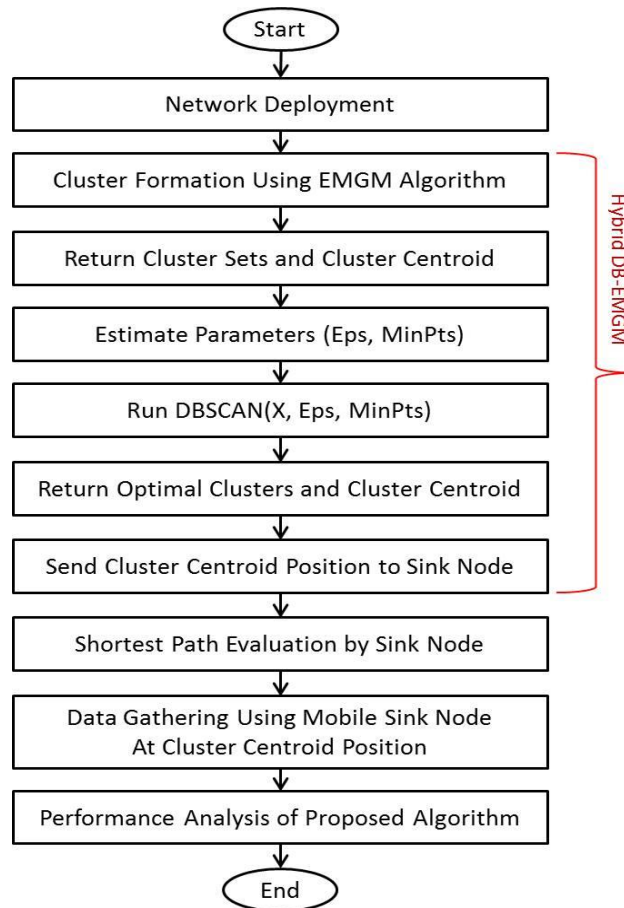 Start
Network Deployment
Cluster Formation Using EMGM Algorithm
Return Cluster Sets and Cluster Centroid
Estimate Parameters (Eps, MinPts)
Run DBSCAN(X, Eps, MinPts)
Return Optimal Clusters and Cluster Centroid
Send Cluster Centroid Position to Sink Node
Hybrid DB-EMGM
Shortest Path Evaluation by Sink Node
Data Gathering Using Mobile Sink Node
At Cluster Centroid Position
Performance Analysis of Proposed Algorithm
End